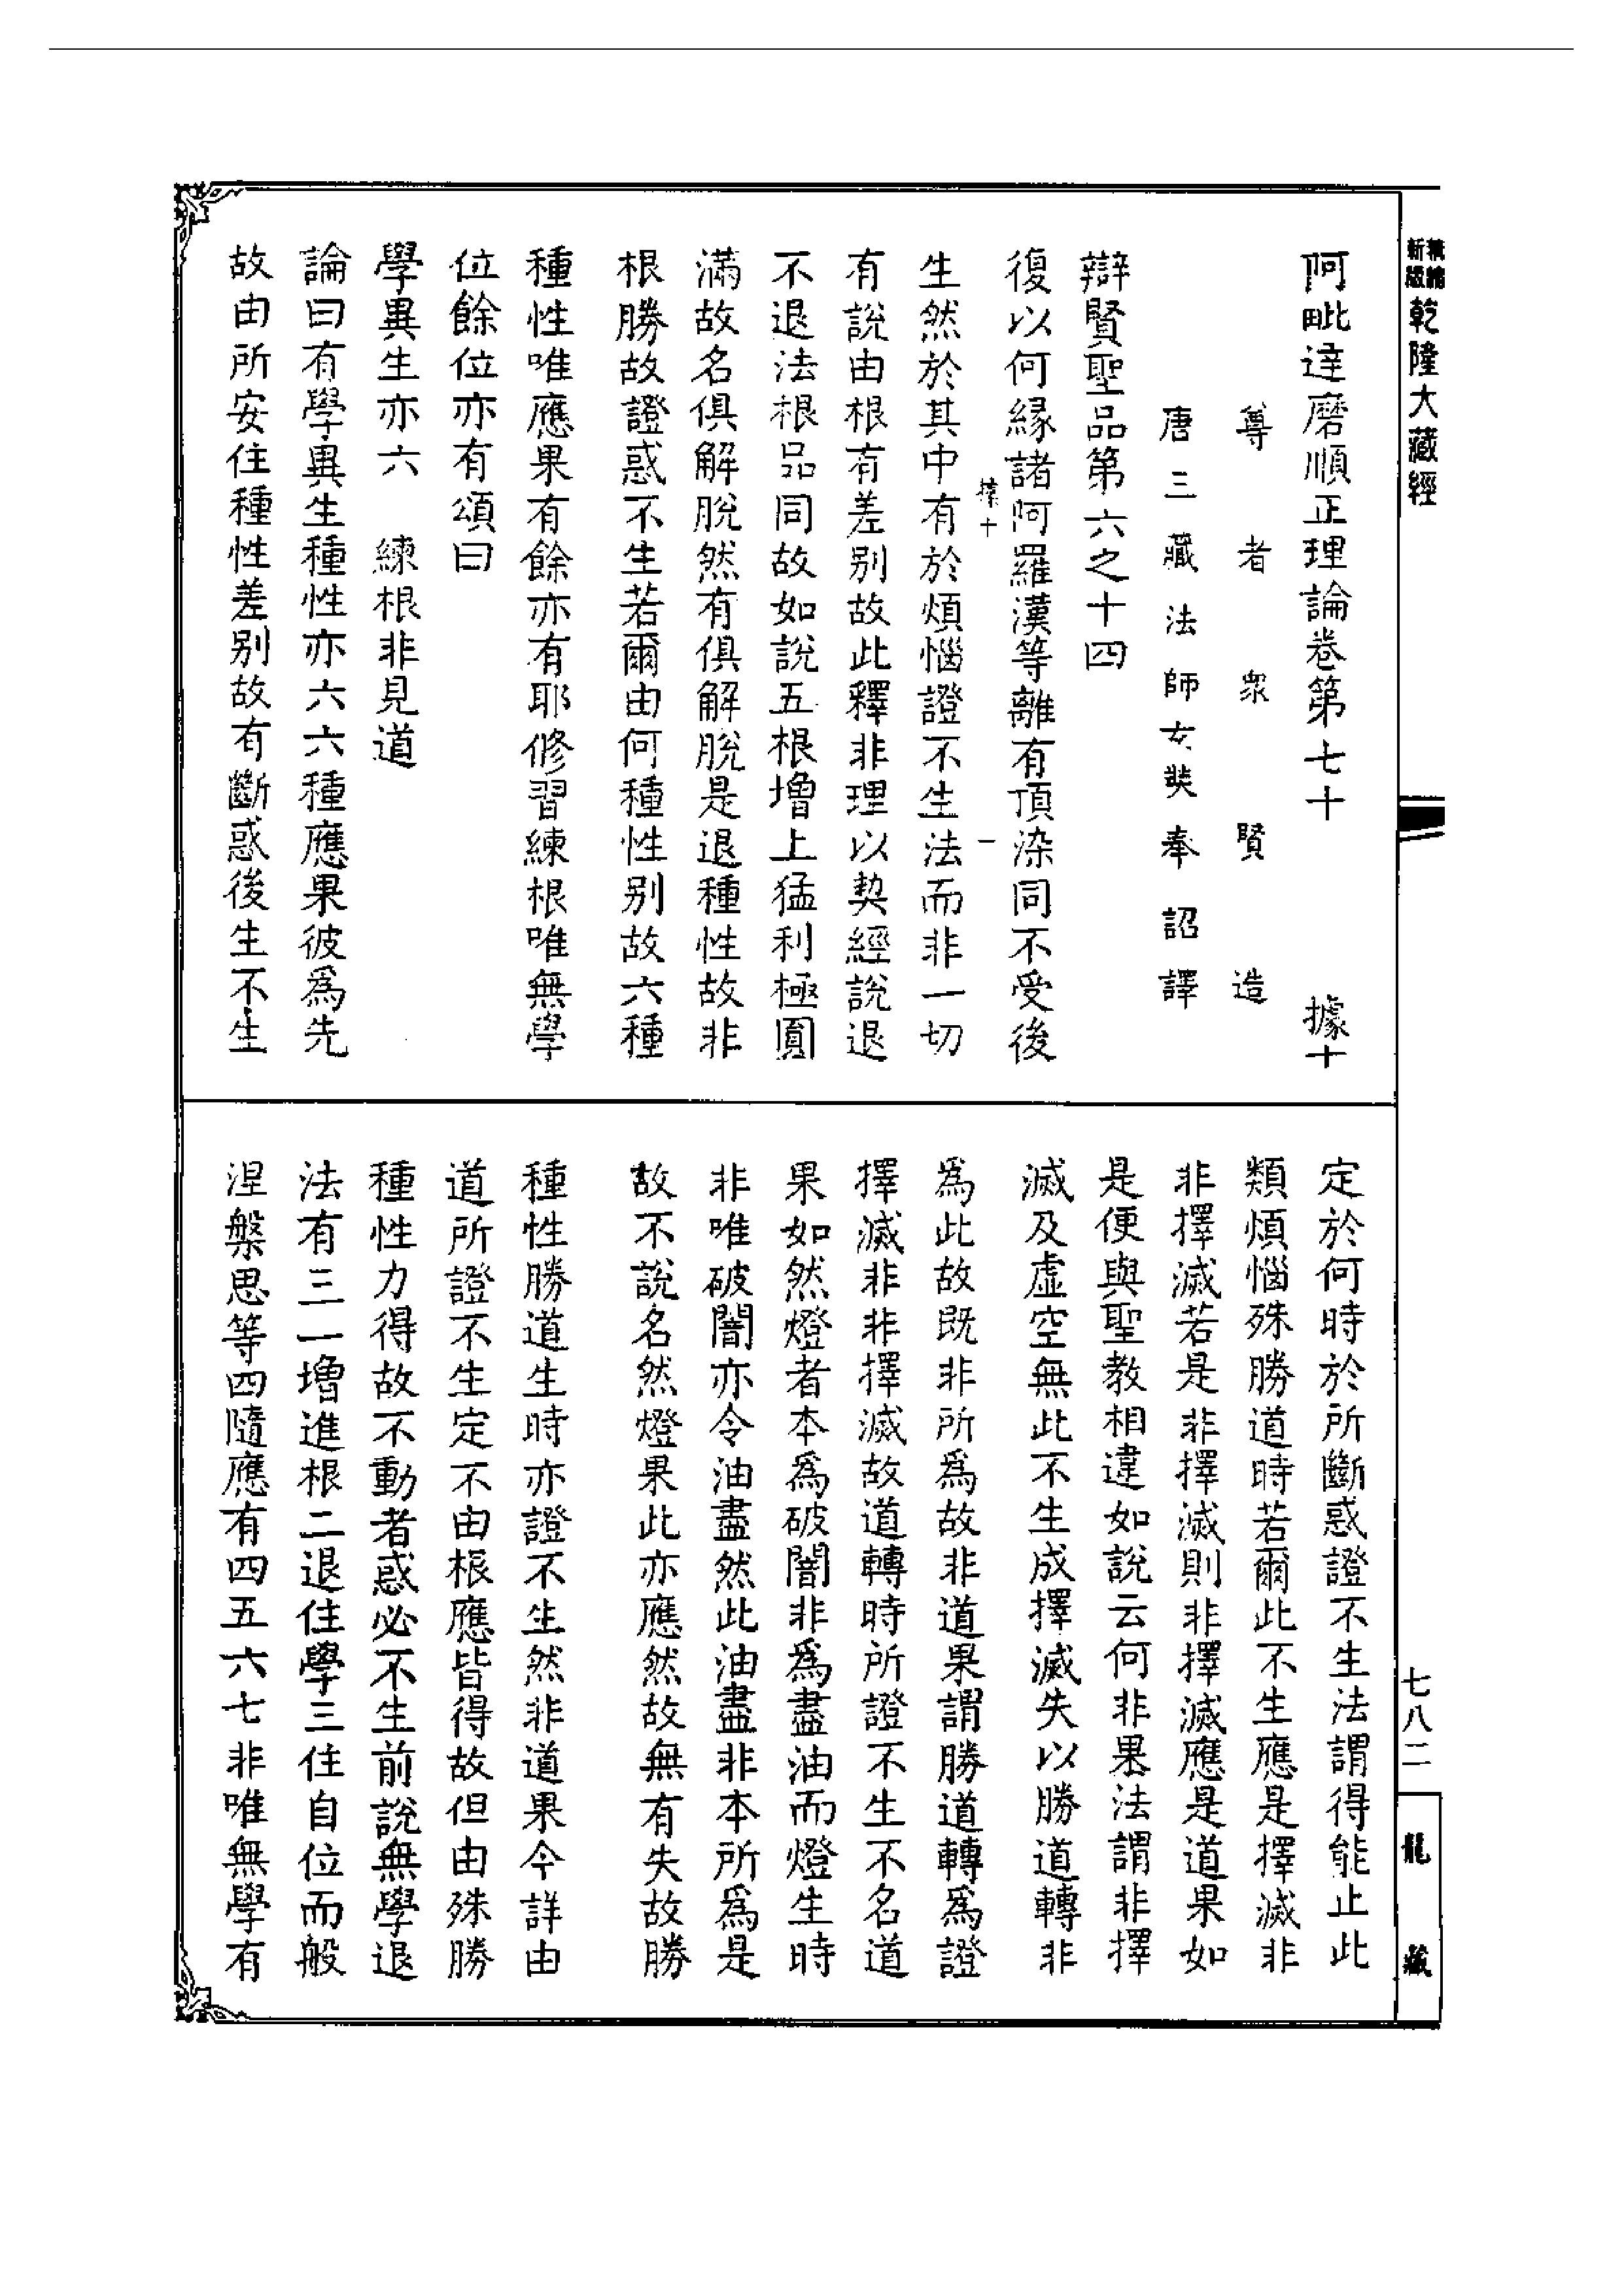 精繪新版乾隆大藏經
阿毗達磨順正理論卷第七十　據十
尊者衆賢造
唐三藏法師玄奘奉詔譯
辯賢聖品第六之十四
復以何緣諸阿羅漢等離有頂染同不受後
據十　一
生然於其中有於煩惱證不生法而非一切
有說由根有差别故此釋非理以契經說退
不退法根品同故如說五根增上猛利極圓
滿故名俱解脫然有俱解脫是退種性故非
根勝故證惑不生若爾由何種性别故六種
種性唯應果有餘亦有耶修習練根唯無學
位餘位亦有頌曰
學異生亦六　練根非見道
論曰有學異生種性亦六六種應果彼爲先
故由所安住種性差别故有斷惑後生不生
定於何時於所斷惑證不生法謂得能止此
類煩惱殊勝道時若爾此不生應是擇滅非
非擇滅若是非擇滅則非擇滅應是道果如
是便與聖教相違如說云何非果法謂非擇
滅及虛空無此不生成擇滅失以勝道轉非
爲此故既非所爲故非道果謂勝道轉爲證
擇滅非非擇滅故道轉時所證不生不名道
果如然燈者本爲破闇非爲盡油而燈生時
非唯破闇亦令油盡然此油盡非本所爲是
故不說名然燈果此亦應然故無有失故勝
種性勝道生時亦證不生然非道果今詳由
道所證不生定不由根應皆得故但由殊勝
種性力得故不動者惑必不生前說無學退
法有三一增進根二退住學三住自位而般
涅槃思等四隨應有四五六七非唯無學有
七八二
龍藏